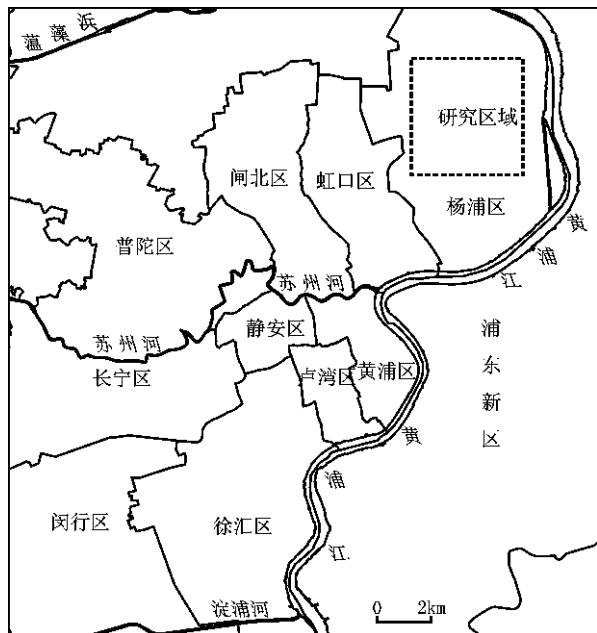 蕰藻浜
研究区域
闸北区
虹口区
杨浦区
普陀区
黄浦江
苏州河
静安区
苏州河
长宁区
卢湾区
黄浦区
浦东新区
黄浦江
闵行区
徐汇区
淀浦河
0 2km